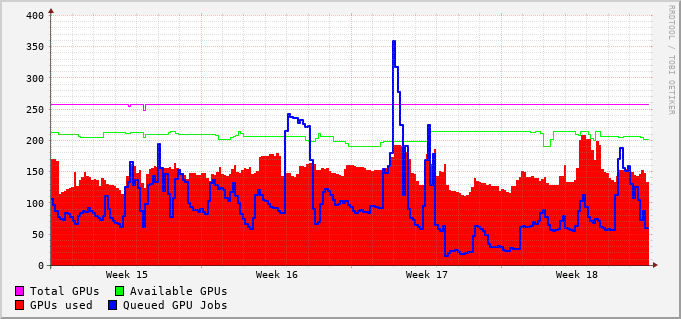 400
350
300
250
200
150
100
50
0
Week 15 Week 16 Week 17 Week 18
Total GPUs Available GPUs
GPUs used Queued GPU Jobs
RRDTOOL / TOBI OETIKER